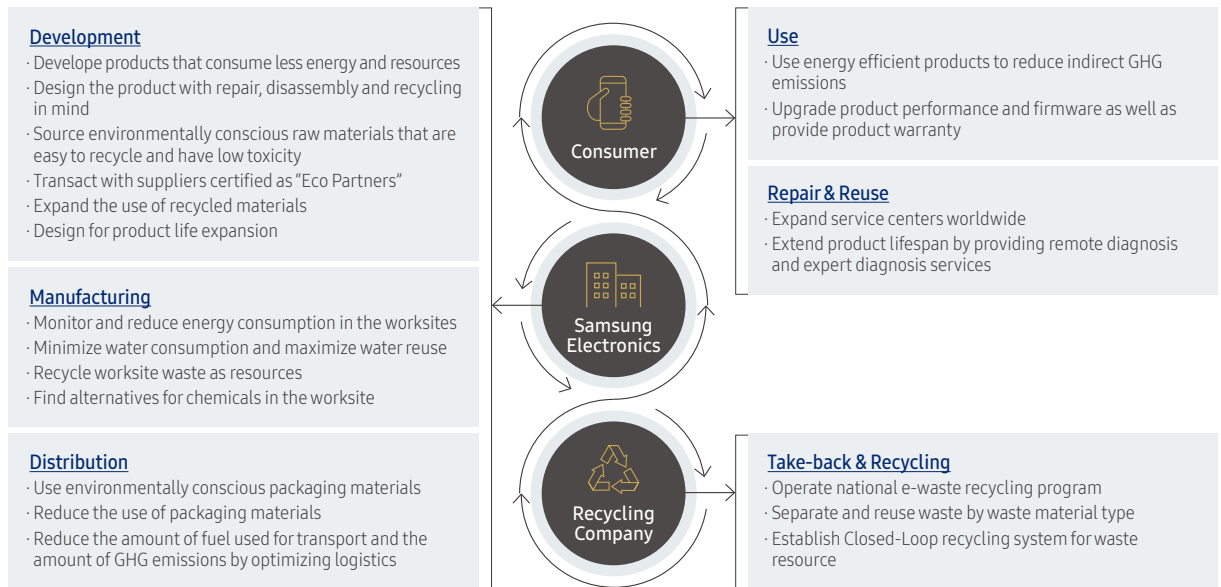 Development
· Develope products that consume less energy and resources
· Design the product with repair, disassembly and recycling
in mind
· Source environmentally conscious raw materials that are
easy to recycle and have low toxicity
· Transact with suppliers certified as “Eco Partners”
· Expand the use of recycled materials
· Design for product life expansion
Manufacturing
· Monitor and reduce energy consumption in the worksites
· Minimize water consumption and maximize water reuse
· Recycle worksite waste as resources
· Find alternatives for chemicals in the worksite
Distribution
· Use environmentally conscious packaging materials
· Reduce the use of packaging materials
· Reduce the amount of fuel used for transport and the
amount of GHG emissions by optimizing logistics
Consumer
Samsung
Electronics
Recycling
Company
Use
· Use energy efficient products to reduce indirect GHG
emissions
· Upgrade product performance and firmware as well as
provide product warranty
Repair & Reuse
· Expand service centers worldwide
· Extend product lifespan by providing remote diagnosis
and expert diagnosis services
Take-back & Recycling
· Operate national e-waste recycling program
· Separate and reuse waste by waste material type
· Establish Closed-Loop recycling system for waste
resource